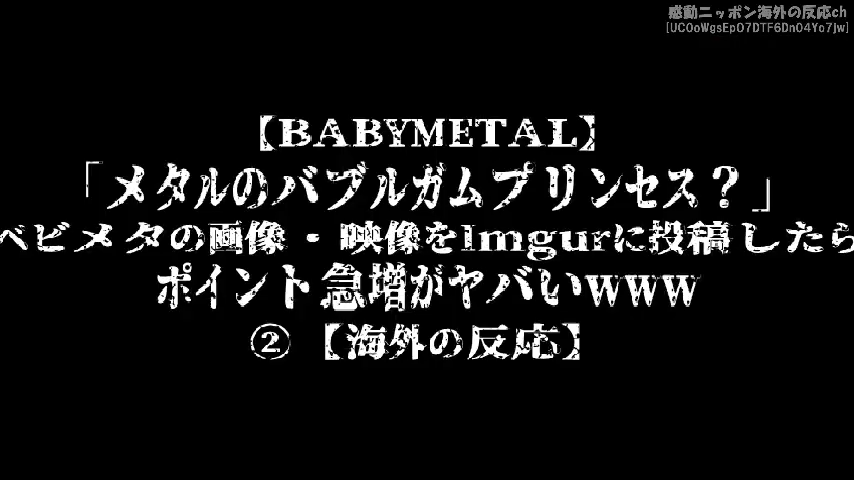 感動ニッポン海外の反応ch
[UCOoWgsEpO7DTF6DnO4Yo7jw]
【BABYMETAL】
「メタルのバブルガムプリンセス？」
ベビメタの画像・映像をImgurに投稿したら
ポイント急増がヤバいwww
②【海外の反応】